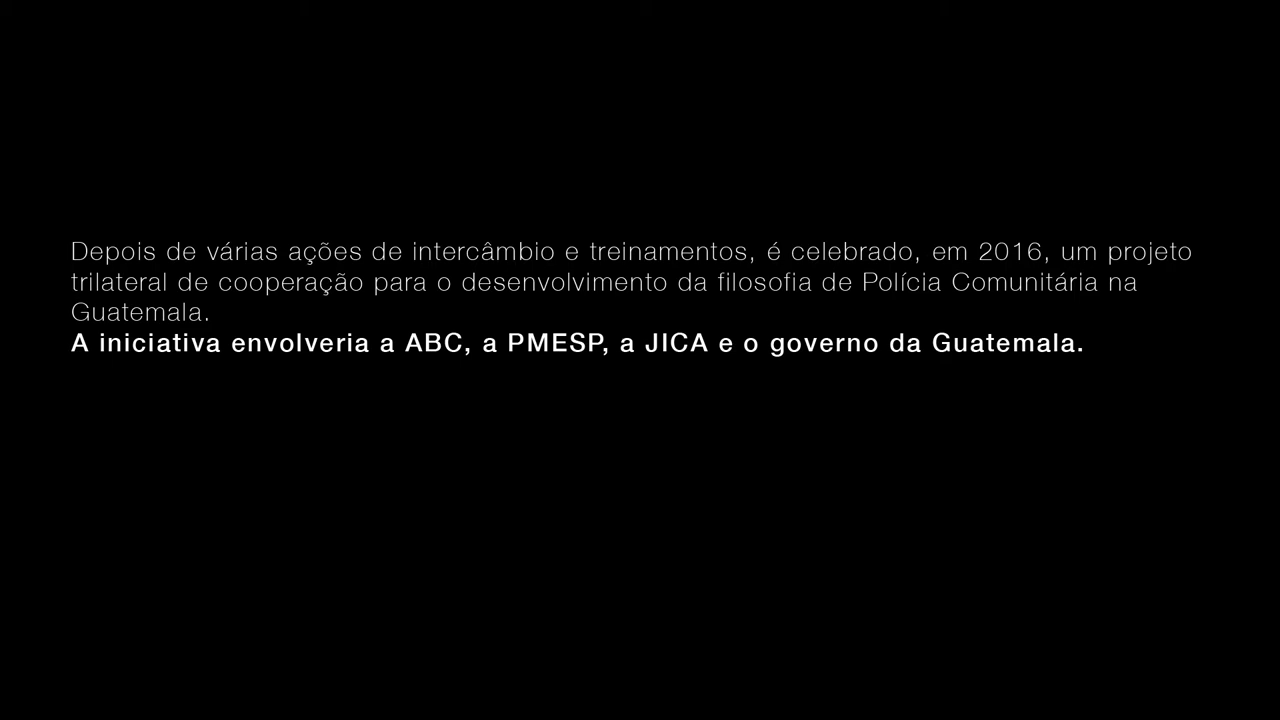 Depois de várias ações de intercâmbio e treinamentos, é celebrado, em 2016, um projeto
trilateral de cooperação para o desenvolvimento da filosofia de Polícia Comunitária na
Guatemala.
A iniciativa envolveria a ABC, a PMESP, a JICA e o governo da Guatemala.